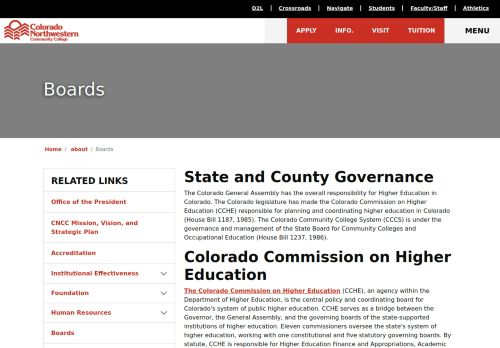 D2L | Crossroads | Navigate | Students | Faculty/Staff | Athletics
Colorado
Northwestern
Community College
APPLY INFO. VISIT TUITION MENU
Boards
Home / about / Boards
RELATED LINKS
Office of the President
CNCC Mission, Vision, and
Strategic Plan
Accreditation
Institutional Effectiveness
Foundation
Human Resources
Boards
State and County Governance
The Colorado General Assembly has the overall responsibility for Higher Education in
Colorado. The Colorado legislature has made the Colorado Commission on Higher
Education (CCHE) responsible for planning and coordinating higher education in Colorado
(House Bill 1187, 1985). The Colorado Community College System (CCCS) is under the
governance and management of the State Board for Community Colleges and
Occupational Education (House Bill 1237, 1986).
Colorado Commission on Higher
Education
The Colorado Commission on Higher Education (CCHE), an agency within the
Department of Higher Education, is the central policy and coordinating board for
Colorado's system of public higher education. CCHE serves as a bridge between the
Governor, the General Assembly, and the governing boards of the state-supported
institutions of higher education. Eleven commissioners oversee the state's system of
higher education, working with one constitutional and five statutory governing boards. By
statute, CCHE is responsible for Higher Education Finance and Appropriations, Academic